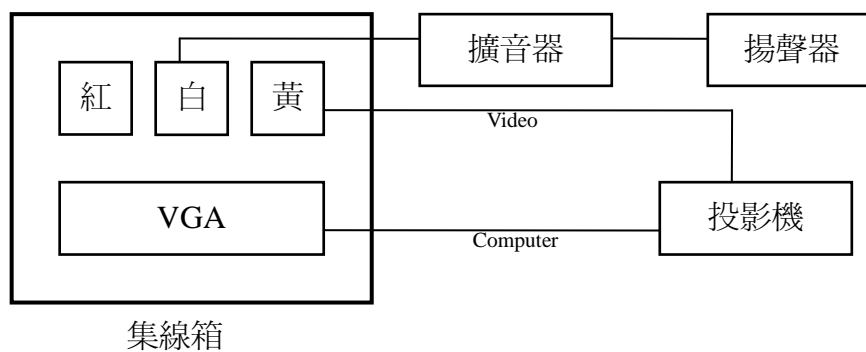 擴音器
揚聲器
紅
白
黃
Video
VGA
投影機
Computer
集線箱